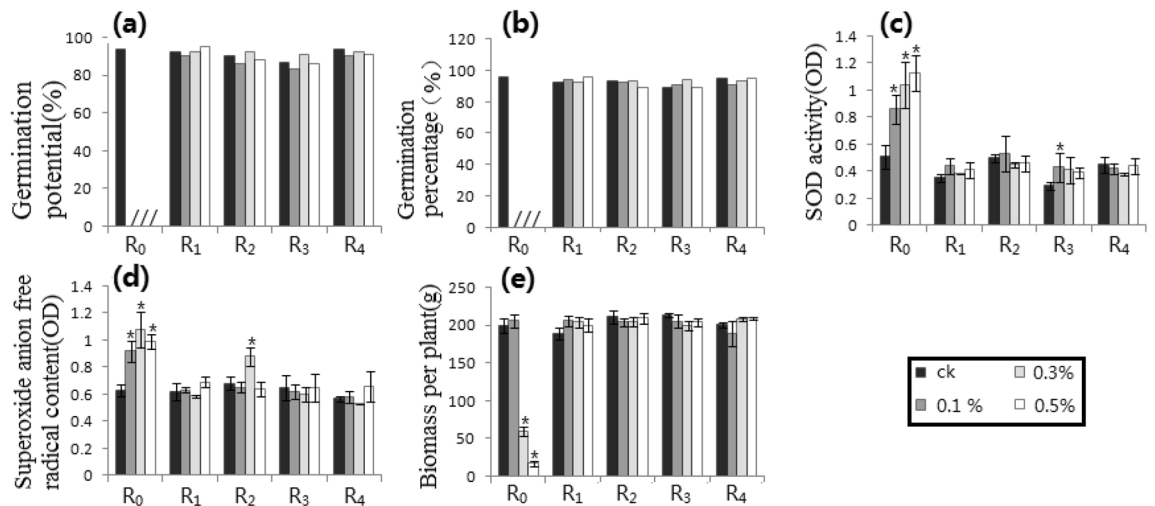 (a)
Germination
potential(%)
100
80
60
40
20
0
R0 R1 R2 R3 R4
(b)
Germination
percentage (%)
120
100
80
60
40
20
0
R0 R1 R2 R3 R4
(c)
SOD activity(OD)
1.4
1.2
1
0.8
0.6
0.4
0.2
0
* * * *
R0 R1 R2 R3 R4
(d)
Superoxide anion free
radical content(OD)
1.4
1.2
1
0.8
0.6
0.4
0.2
0
* * * *
R0 R1 R2 R3 R4
(e)
Biomass per plant(g)
250
200
150
100
50
0
* *
R0 R1 R2 R3 R4
ck 0.3%
0.1 % 0.5%